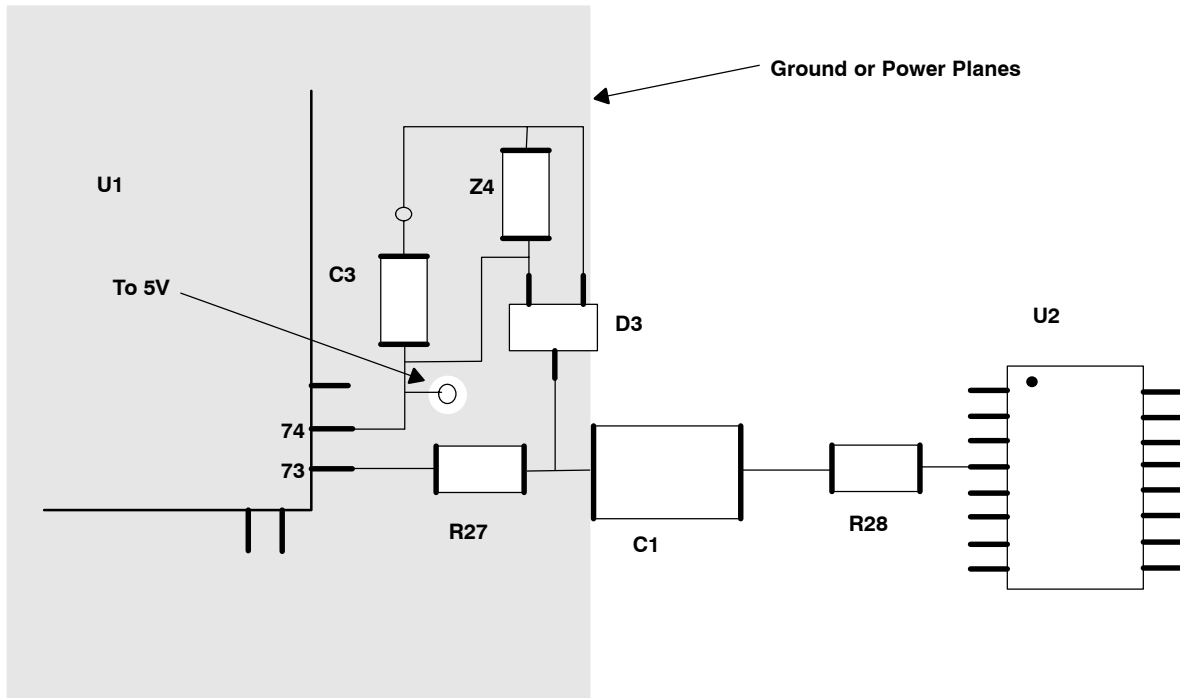 Ground or Power Planes
U1
Z4
C3
To 5V
D3
U2
74
73
R27
C1
R28